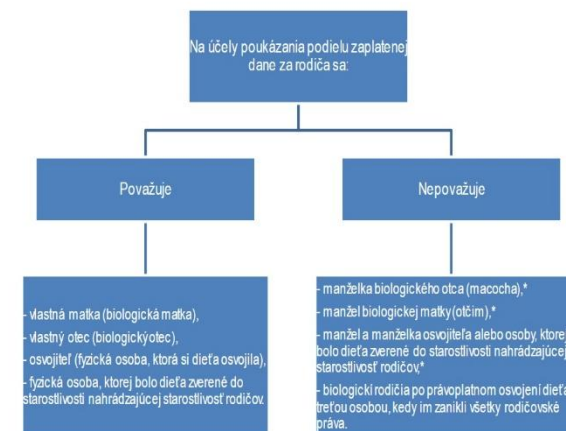 Na účely poukázania podielu zaplatenej
dane za rodiča sa:
Považuje
Nepovažuje
- vlastná matka (biologická matka),
- vlastný otec (biologickýotec),
- osvojiteľ (fyzická osoba, ktorá si dieťa osvojila),
- fyzická osoba, ktorej bolo dieťa zverené do
starostlivosti nahrádzajúcej starostlivosť rodičov.
- manželka biologického otca (macocha),*
- manžel biologickej matky(otčim),*
- manžel a manželka osvojiteľa alebo osoby, ktorej
bolo dieťa zverené do starostlivosti nahrádzajúcej
starostlivosť rodičov,*
- biologickí rodičia po právoplatnom osvojení dieťa
treťou osobou, kedy im zanikli všetky rodičovské
práva.